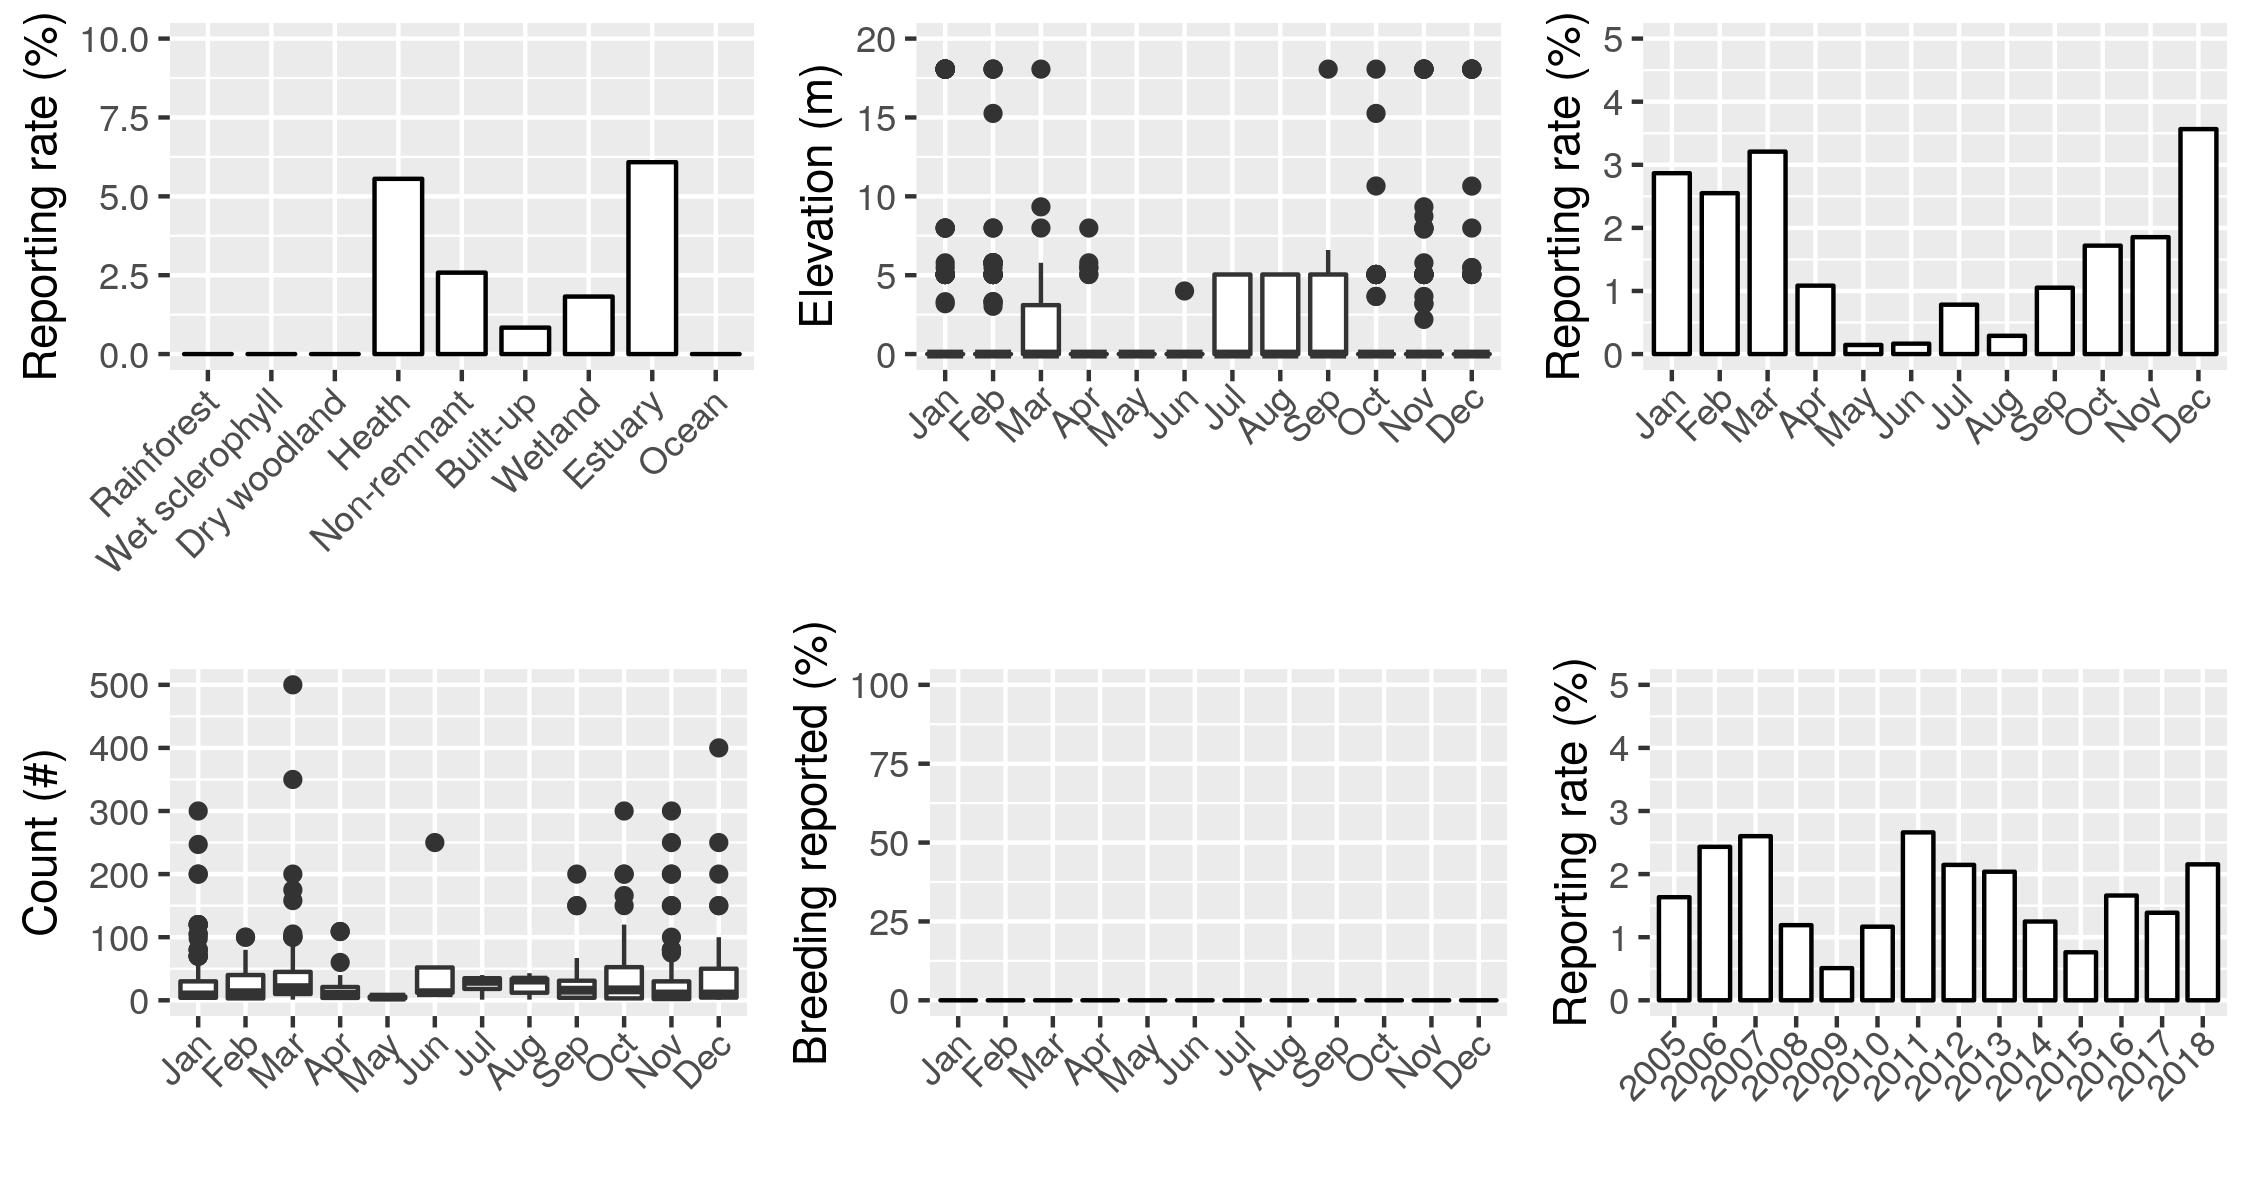 Reporting rate (%)
10.0
7.5
5.0
2.5
0.0
Rainforest
Wet sclerophyll
Dry woodland
Heath
Non-remnant
Built-up
Wetland
Estuary
Ocean
Elevation (m)
20
15
10
5
0
Jan
Feb
Mar
Apr
May
Jun
Jul
Aug
Sep
Oct
Nov
Dec
Reporting rate (%)
5
4
3
2
1
0
Jan
Feb
Mar
Apr
May
Jun
Jul
Aug
Sep
Oct
Nov
Dec
Count (#)
500
400
300
200
100
0
Jan
Feb
Mar
Apr
May
Jun
Jul
Aug
Sep
Oct
Nov
Dec
Breeding reported (%)
100
75
50
25
0
Jan
Feb
Mar
Apr
May
Jun
Jul
Aug
Sep
Oct
Nov
Dec
Reporting rate (%)
5
4
3
2
1
0
2005
2006
2007
2008
2009
2010
2011
2012
2013
2014
2015
2016
2017
2018